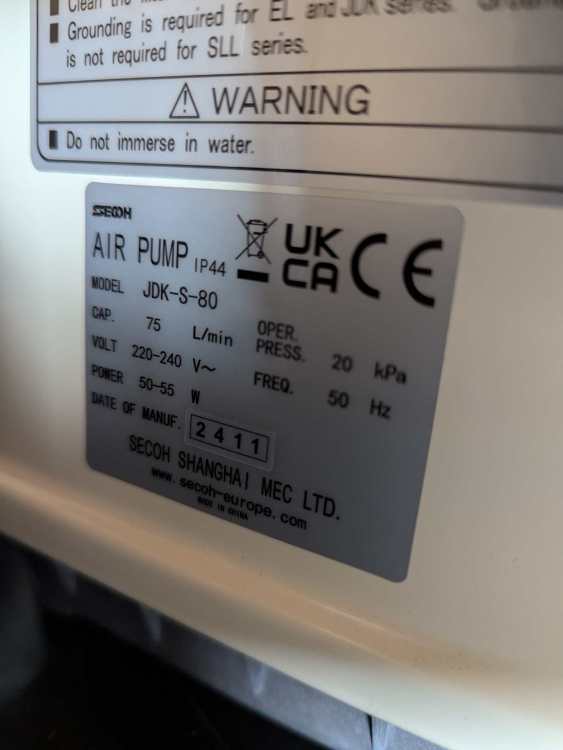 Clean the
Grounding is required for EL and JDK series.
is not required for SLL series.
WARNING
Do not immerse in water.
SECOH
AIR PUMP IP44
UK
CA
CE
MODEL JDK-S-80
CAP. 75 L/min OPER. PRESS. 20 kPa
VOLT 220-240 V～ FREQ. 50 Hz
POWER 50-55 W
DATE OF MANUF. 2411
SECOH SHANGHAI MEC LTD.
www.secoh-europe.com
MADE IN CHINA